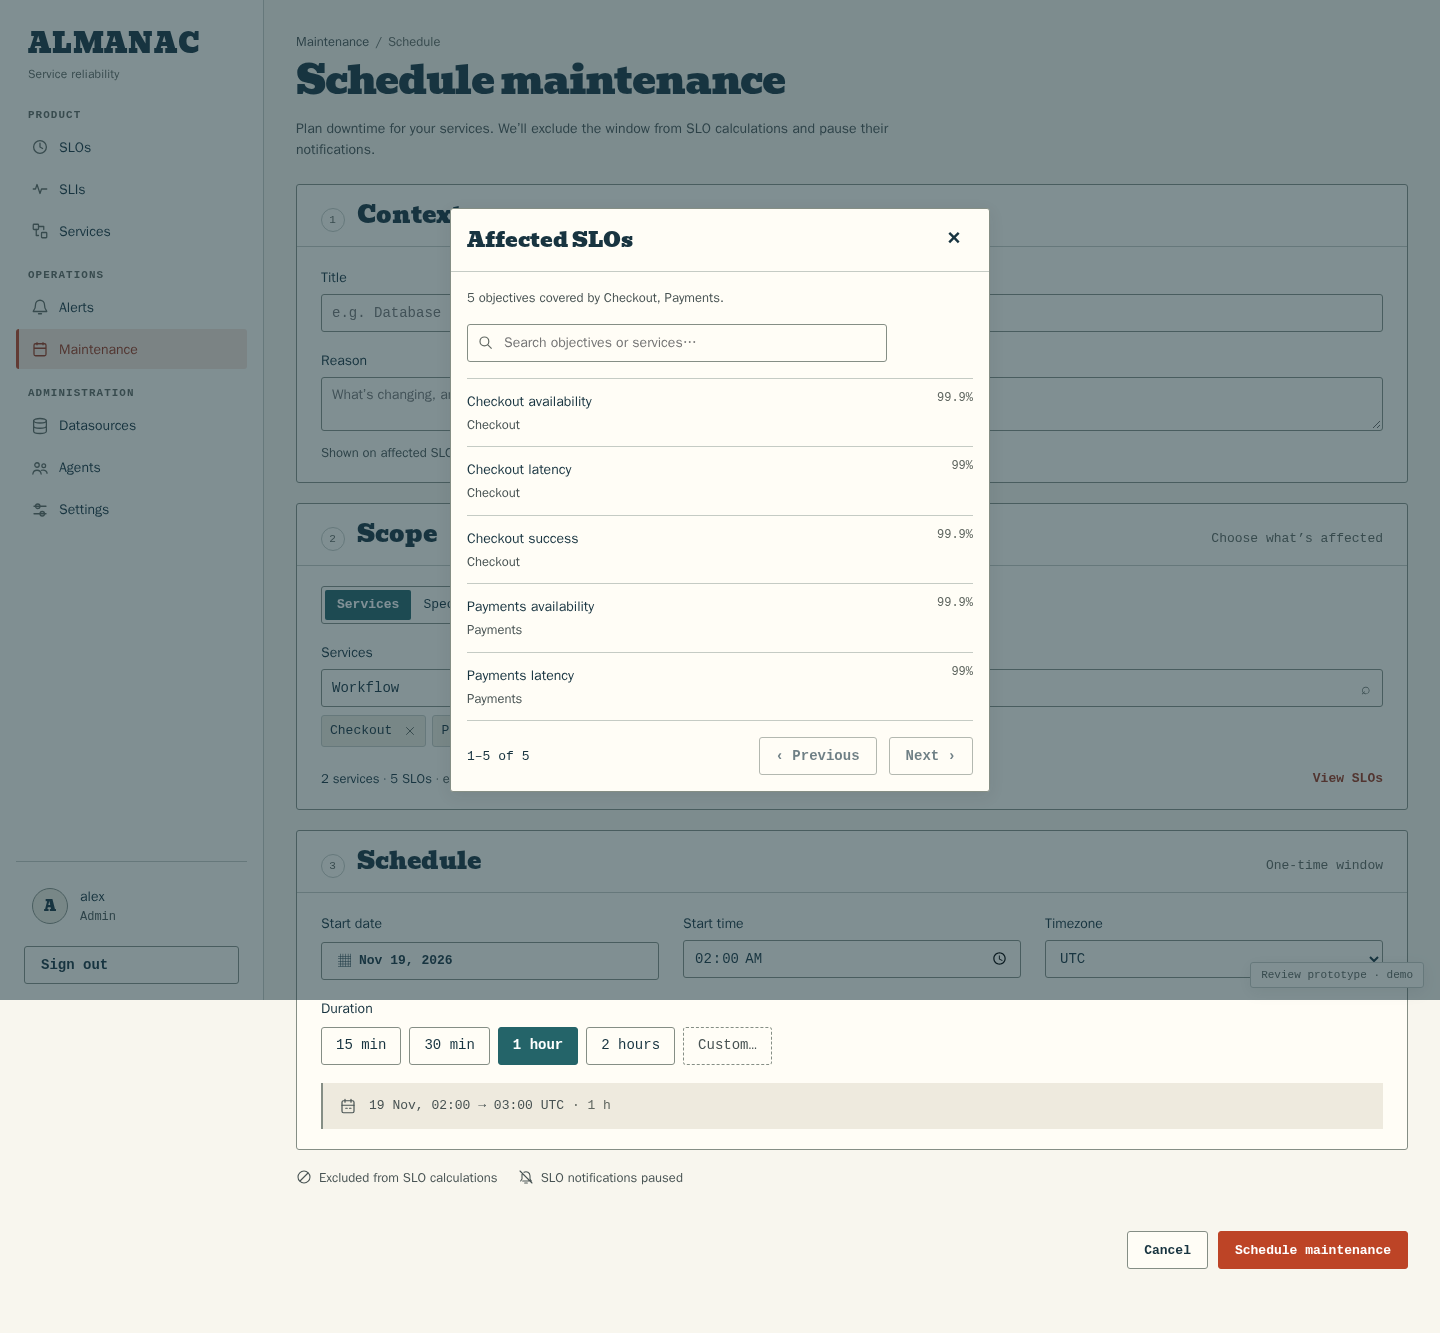 ALMANAC
Service reliability
PRODUCT
SLOs
SLIs
Services
OPERATIONS
Alerts
Maintenance
ADMINISTRATION
Datasources
Agents
Settings
A
alex
Admin
Sign out
Maintenance / Schedule
Schedule maintenance
Plan downtime for your services. We’ll exclude the window from SLO calculations and pause their
notifications.
1 Context
Title
e.g. Database
Reason
What’s changing,
Shown on affected
2 Scope
Choose what’s affected
Services
Services
Workflow
Checkout
2 services · 5 SLOs ·
View SLOs
Affected SLOs
5 objectives covered by Checkout, Payments.
Search objectives or services…
Checkout availability 99.9%
Checkout
Checkout latency 99%
Checkout
Checkout success 99.9%
Checkout
Payments availability 99.9%
Payments
Payments latency 99%
Payments
1–5 of 5
‹ Previous
Next ›
3 Schedule
One-time window
Start date
Nov 19, 2026
Start time
02:00 AM
Timezone
UTC
Review prototype · demo
Duration
15 min
30 min
1 hour
2 hours
Custom…
19 Nov, 02:00 → 03:00 UTC · 1 h
Excluded from SLO calculations
SLO notifications paused
Cancel
Schedule maintenance